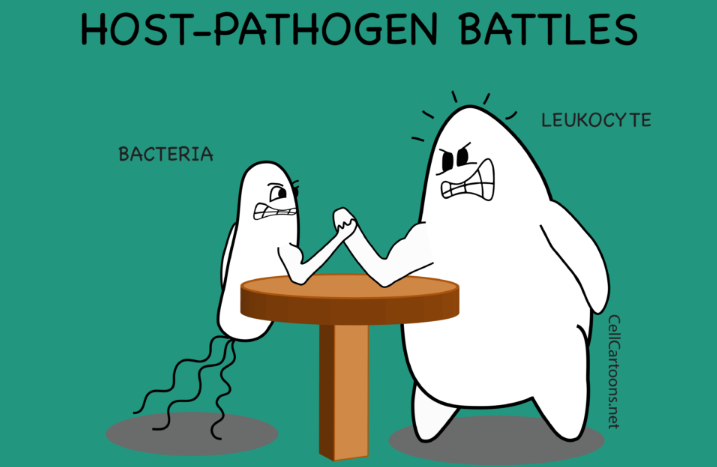 HOST-PATHOGEN BATTLES
LEUKOCYTE
BACTERIA
CellCartoons.net